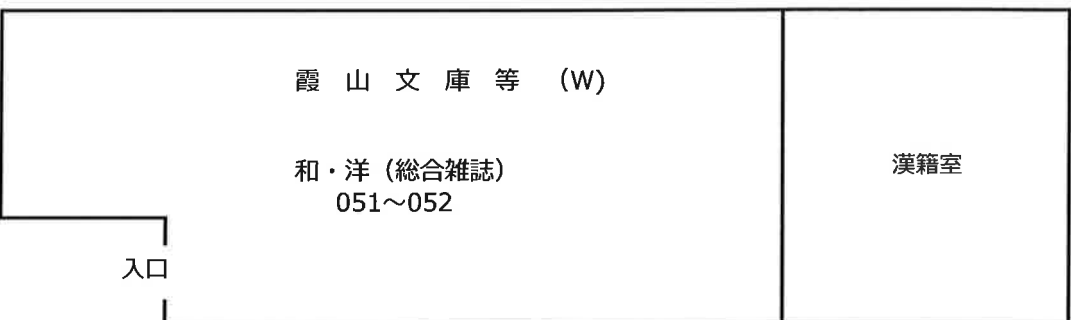 霞 山 文 庫 等 (W)
和・洋（総合雑誌）
051～052
漢籍室
入口